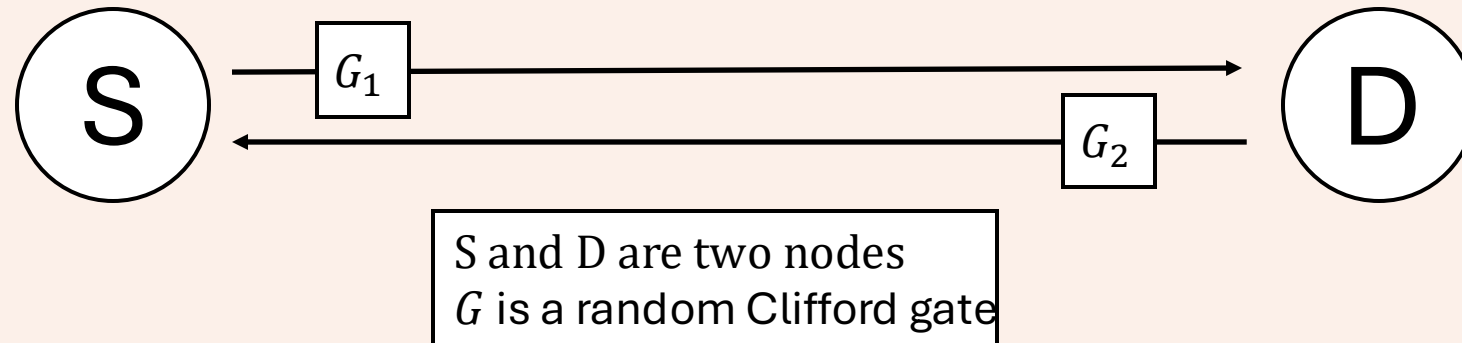 S
G₁
D
G₂
S and D are two nodes
G is a random Clifford gate